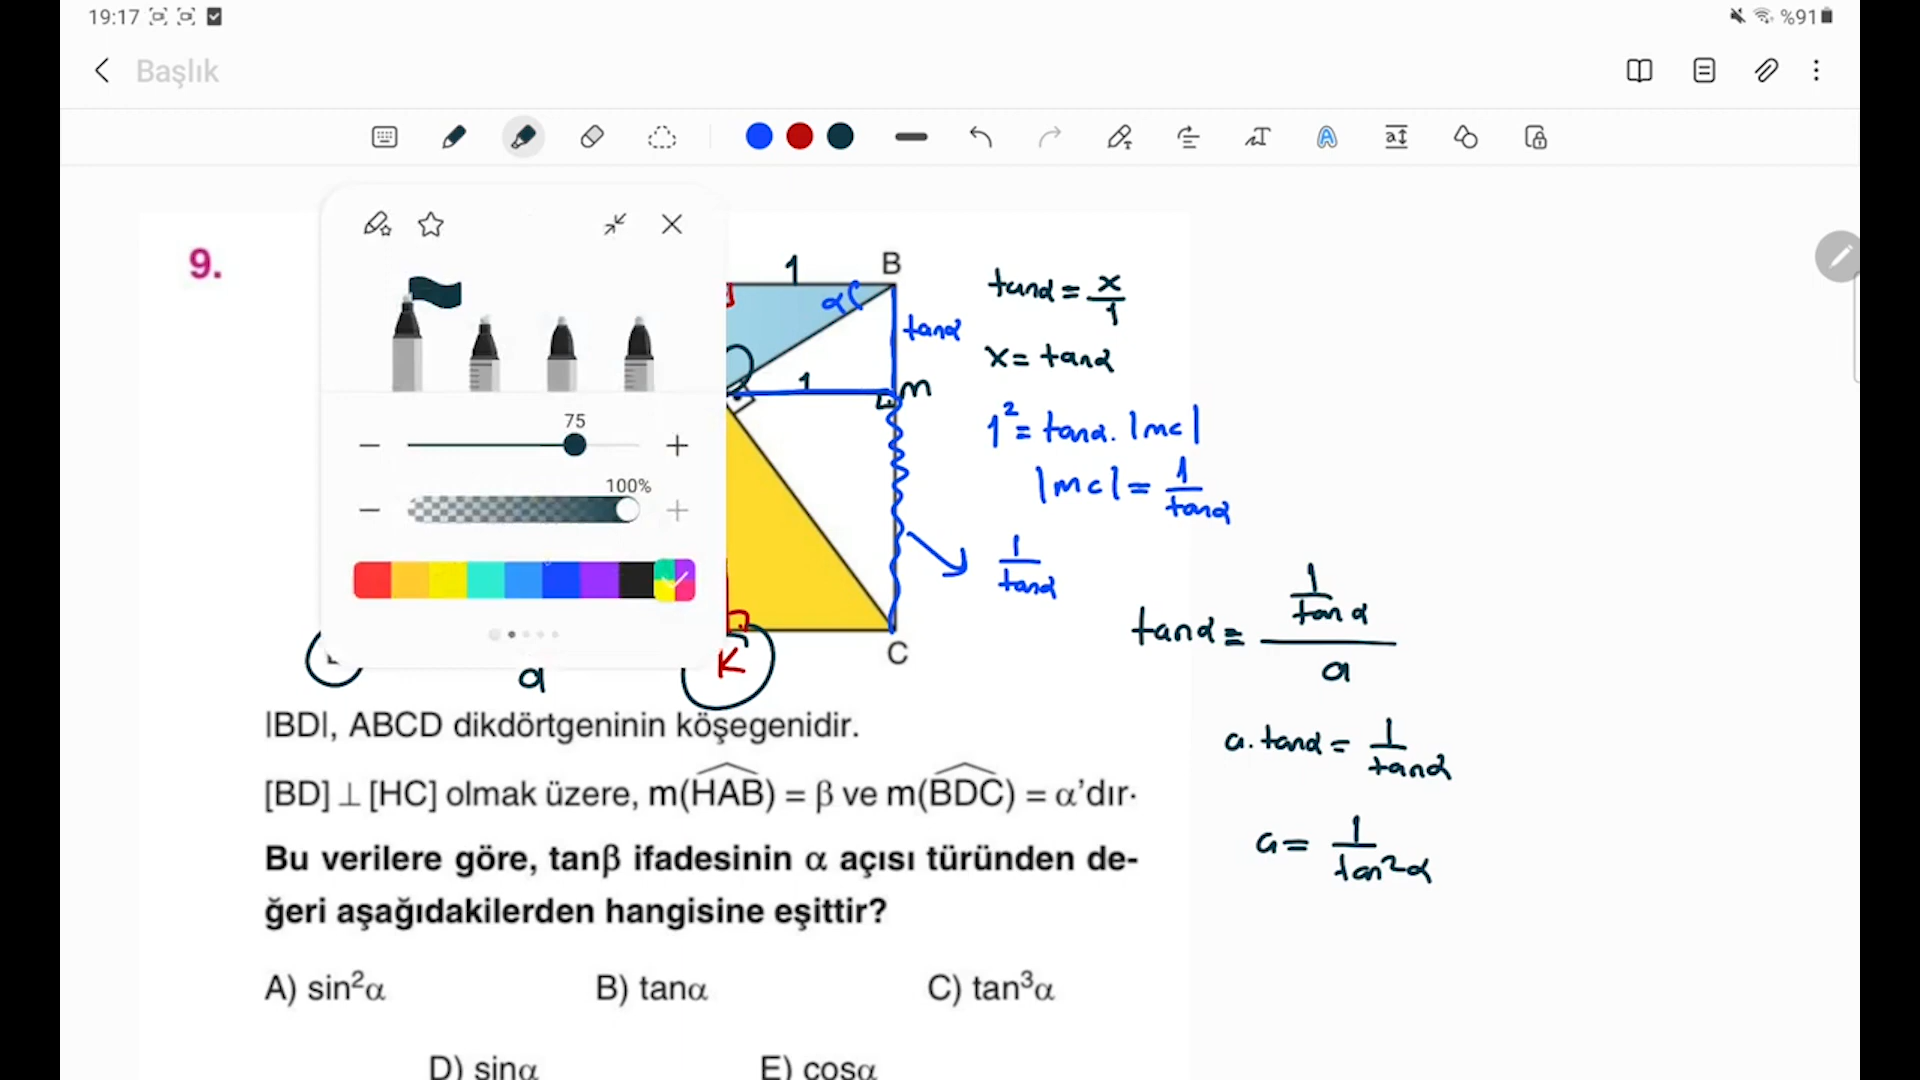 19:17
%91
Başlık
9.
75
100%
1
B
α
tanα
1
m
1
tanα
C
K
a
tanα = x/1
x = tanα
1² = tanα . |mc|
|mc| = 1/tanα
tanα = 1/tanα / a
a . tanα = 1/tanα
a = 1/tan²α
|BD|, ABCD dikdörtgeninin köşegenidir.
[BD] ⊥ [HC] olmak üzere, m(HAB) = β ve m(BDC) = α'dır.
Bu verilere göre, tanβ ifadesinin α açısı türünden de-
ğeri aşağıdakilerden hangisine eşittir?
A) sin²α B) tanα C) tan³α
D) sinα E) cosα